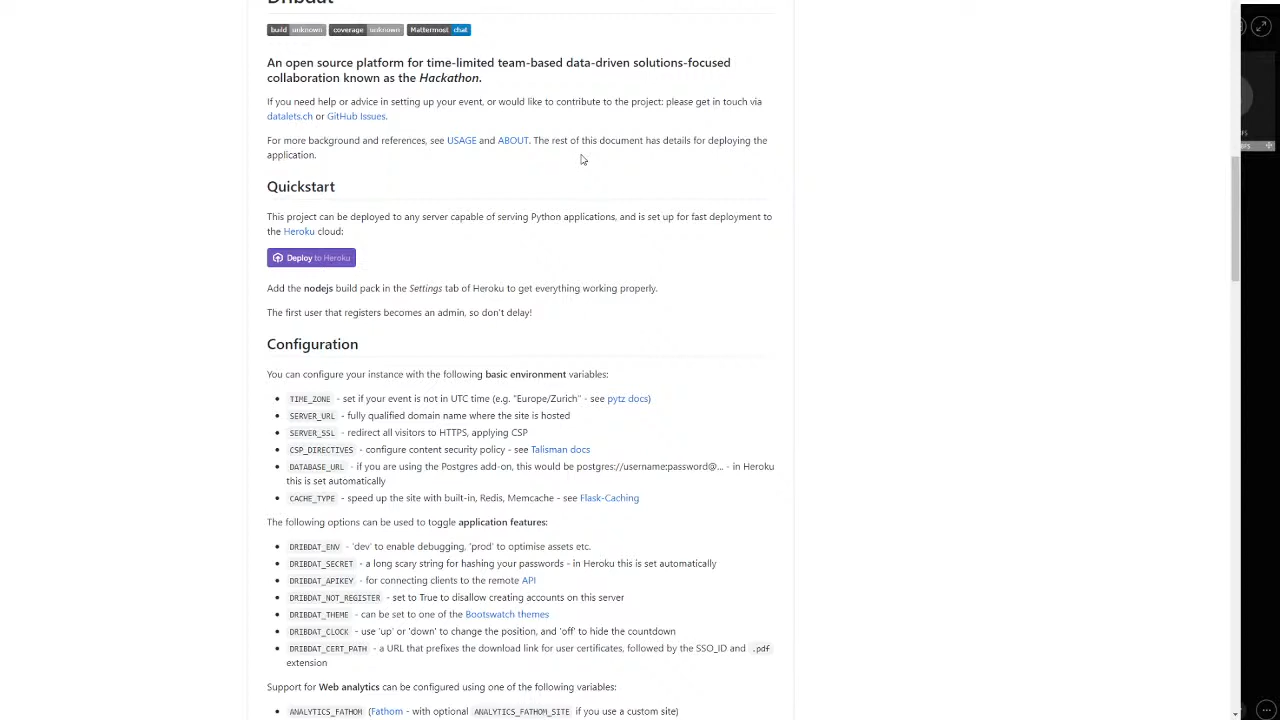 Dribdat
build unknown coverage unknown Mattermost chat
An open source platform for time-limited team-based data-driven solutions-focused
collaboration known as the Hackathon.
If you need help or advice in setting up your event, or would like to contribute to the project: please get in touch via
datalets.ch or GitHub Issues.
For more background and references, see USAGE and ABOUT. The rest of this document has details for deploying the
application.
Quickstart
This project can be deployed to any server capable of serving Python applications, and is set up for fast deployment to
the Heroku cloud:
Deploy to Heroku
Add the nodejs build pack in the Settings tab of Heroku to get everything working properly.
The first user that registers becomes an admin, so don't delay!
Configuration
You can configure your instance with the following basic environment variables:
• TIME_ZONE - set if your event is not in UTC time (e.g. "Europe/Zurich" - see pytz docs)
• SERVER_URL - fully qualified domain name where the site is hosted
• SERVER_SSL - redirect all visitors to HTTPS, applying CSP
• CSP_DIRECTIVES - configure content security policy - see Talisman docs
• DATABASE_URL - if you are using the Postgres add-on, this would be postgres://username:password@... - in Heroku
this is set automatically
• CACHE_TYPE - speed up the site with built-in, Redis, Memcache - see Flask-Caching
The following options can be used to toggle application features:
• DRIBDAT_ENV - 'dev' to enable debugging, 'prod' to optimise assets etc.
• DRIBDAT_SECRET - a long scary string for hashing your passwords - in Heroku this is set automatically
• DRIBDAT_APIKEY - for connecting clients to the remote API
• DRIBDAT_NOT_REGISTER - set to True to disallow creating accounts on this server
• DRIBDAT_THEME - can be set to one of the Bootswatch themes
• DRIBDAT_CLOCK - use 'up' or 'down' to change the position, and 'off' to hide the countdown
• DRIBDAT_CERT_PATH - a URL that prefixes the download link for user certificates, followed by the SSO_ID and .pdf
extension
Support for Web analytics can be configured using one of the following variables:
• ANALYTICS_FATHOM (Fathom - with optional ANALYTICS_FATHOM_SITE if you use a custom site)